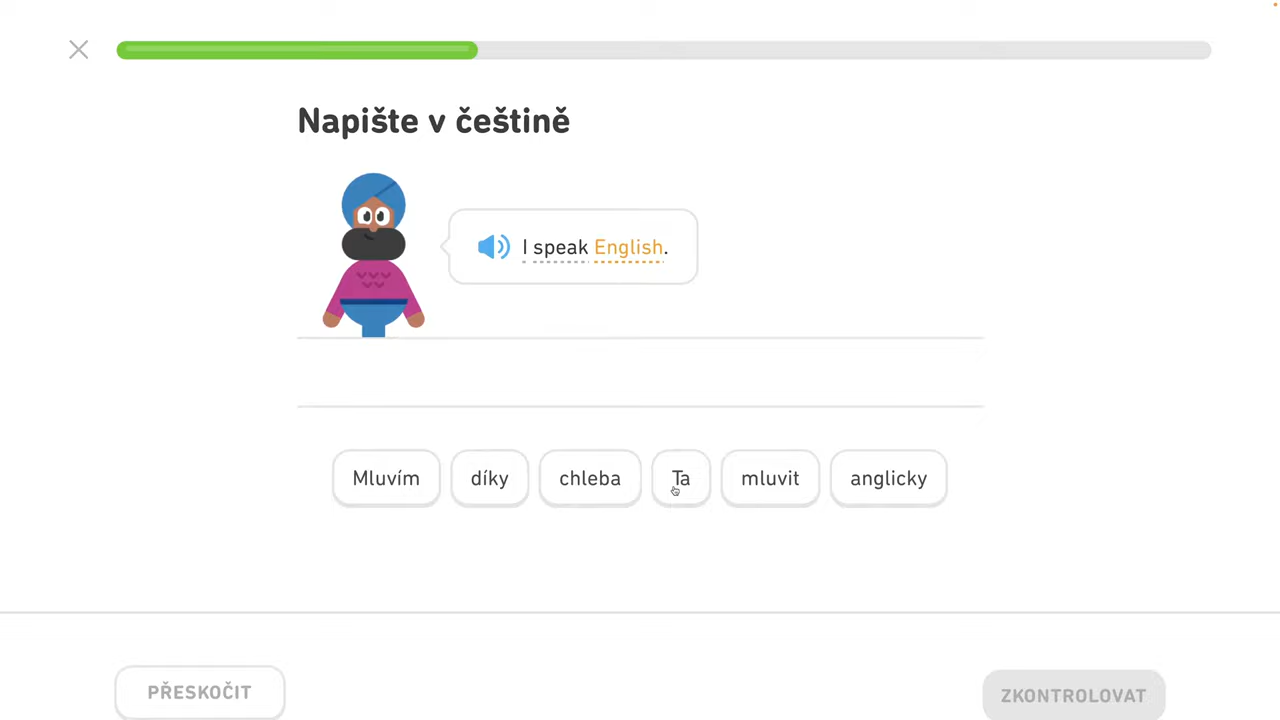 Napište v češtině
I speak English.
Mluvím díky chleba Ta mluvit anglicky
PŘESKOČIT ZKONTROLOVAT